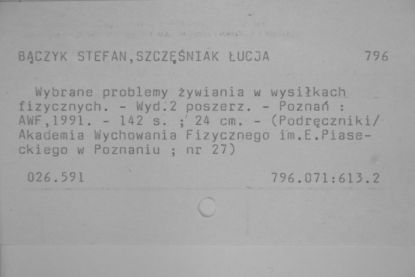 BĄCZYK STEFAN,SZCZĘŚNIAK ŁUCJA 796
Wybrane problemy żywiania w wysiłkach
fizycznych. - Wyd.2 poszerz. - Poznań :
AWF,1991. - 142 s. ; 24 cm. - (Podręczniki/
Akademia Wychowania Fizycznego im.E.Piase-
ckiego w Poznaniu ; nr 27)
026.591 796.071:613.2